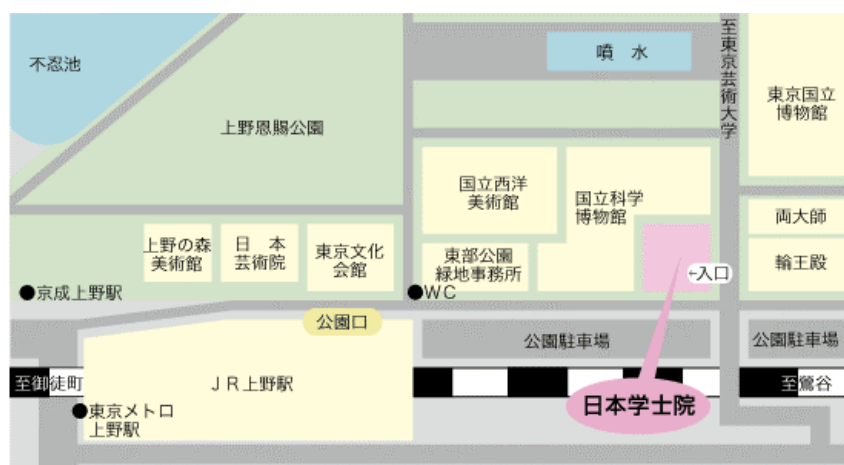 不忍池
噴　水
至東京芸術大学
東京国立
博物館
上野恩賜公園
国立西洋
美術館
国立科学
博物館
両大師
上野の森
美術館
日　本
芸術院
東京文化
会館
東部公園
緑地事務所
輪王殿
←入口
●京成上野駅
●WC
公園口
公園駐車場
公園駐車場
至御徒町
ＪＲ上野駅
至鶯谷
日本学士院
●東京メトロ
上野駅